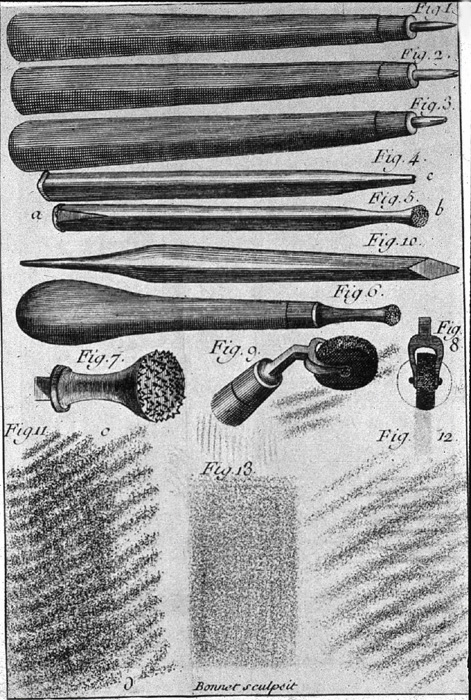 Fig 1.
Fig. 2.
Fig. 3.
Fig. 4.
c
Fig. 5.
a
b
Fig. 10.
Fig. 6.
Fig. 8
Fig. 7.
Fig. 9.
Fig 11.
c
Fig. 12.
Fig. 13.
Bonnet sculpsit